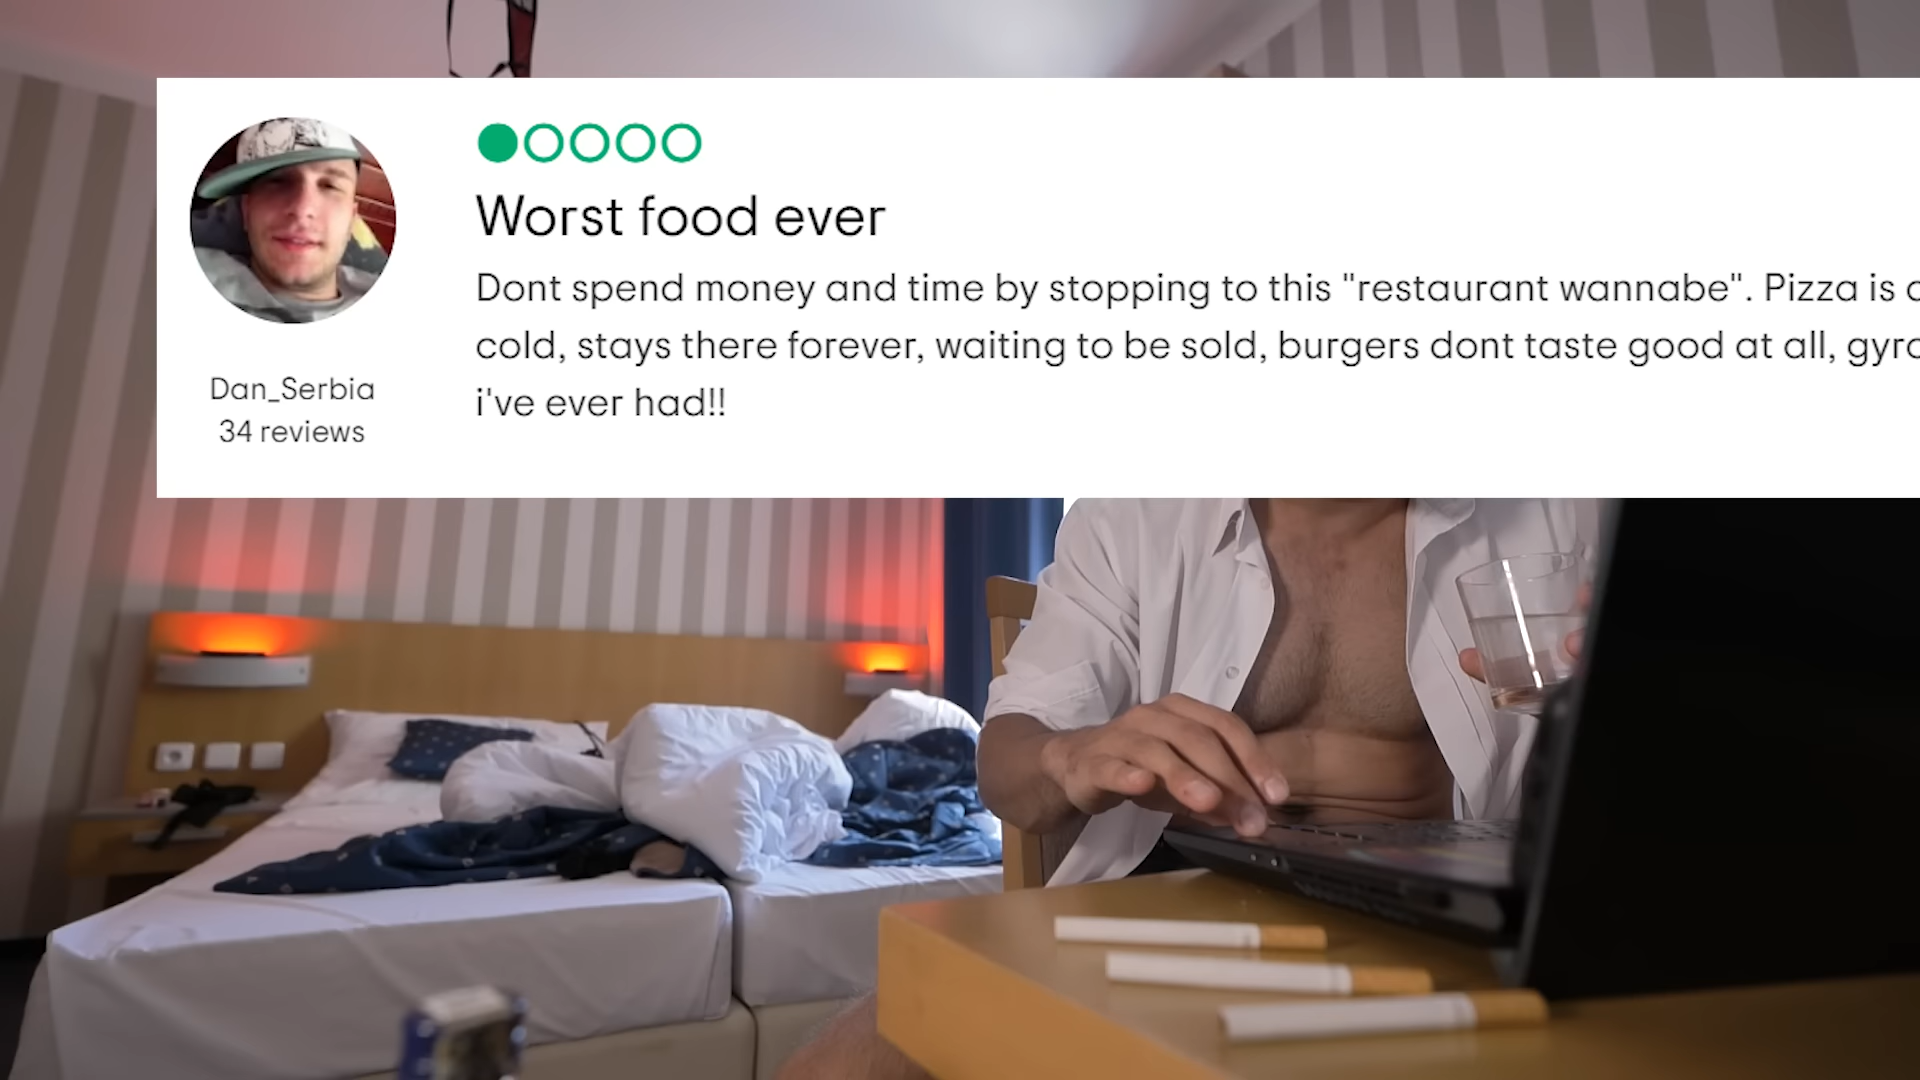 Worst food ever
Dont spend money and time by stopping to this "restaurant wannabe". Pizza is
cold, stays there forever, waiting to be sold, burgers dont taste good at all,
i've ever had!!
Dan_Serbia
34 reviews